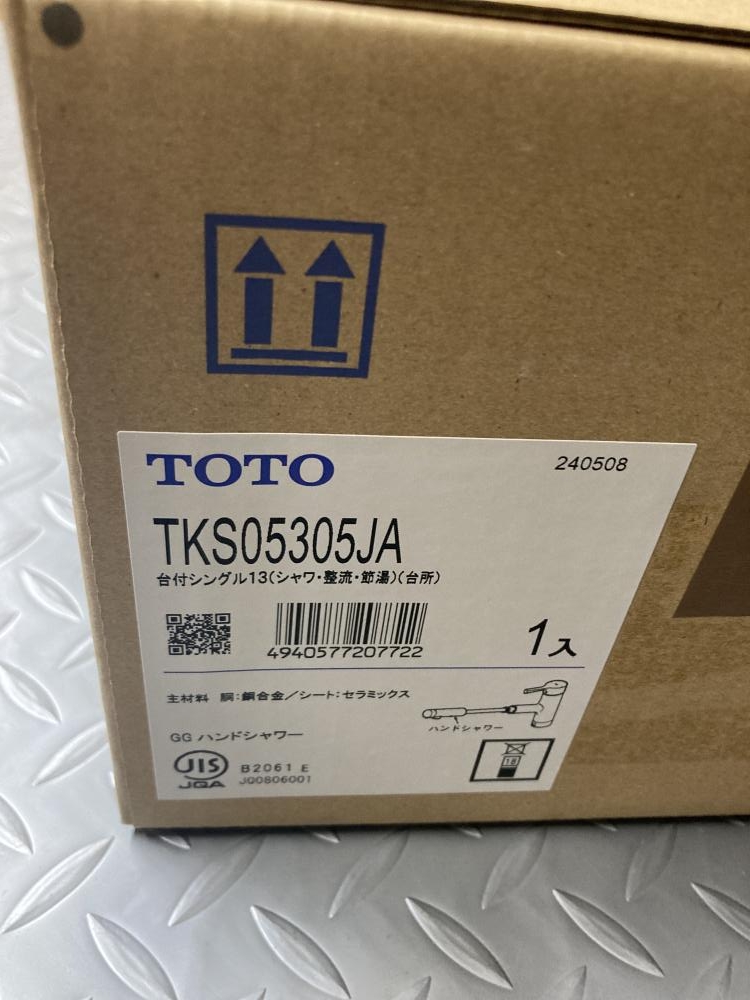 TOTO
240508
TKS05305JA
台付シングル13(シャワ・整流・節湯)(台所)
4940577207722
1入
主材料 胴:銅合金/シート:セラミックス
ハンドシャワー
GG ハンドシャワー
JIS
JQA
B2061 E
JQ0806001
18